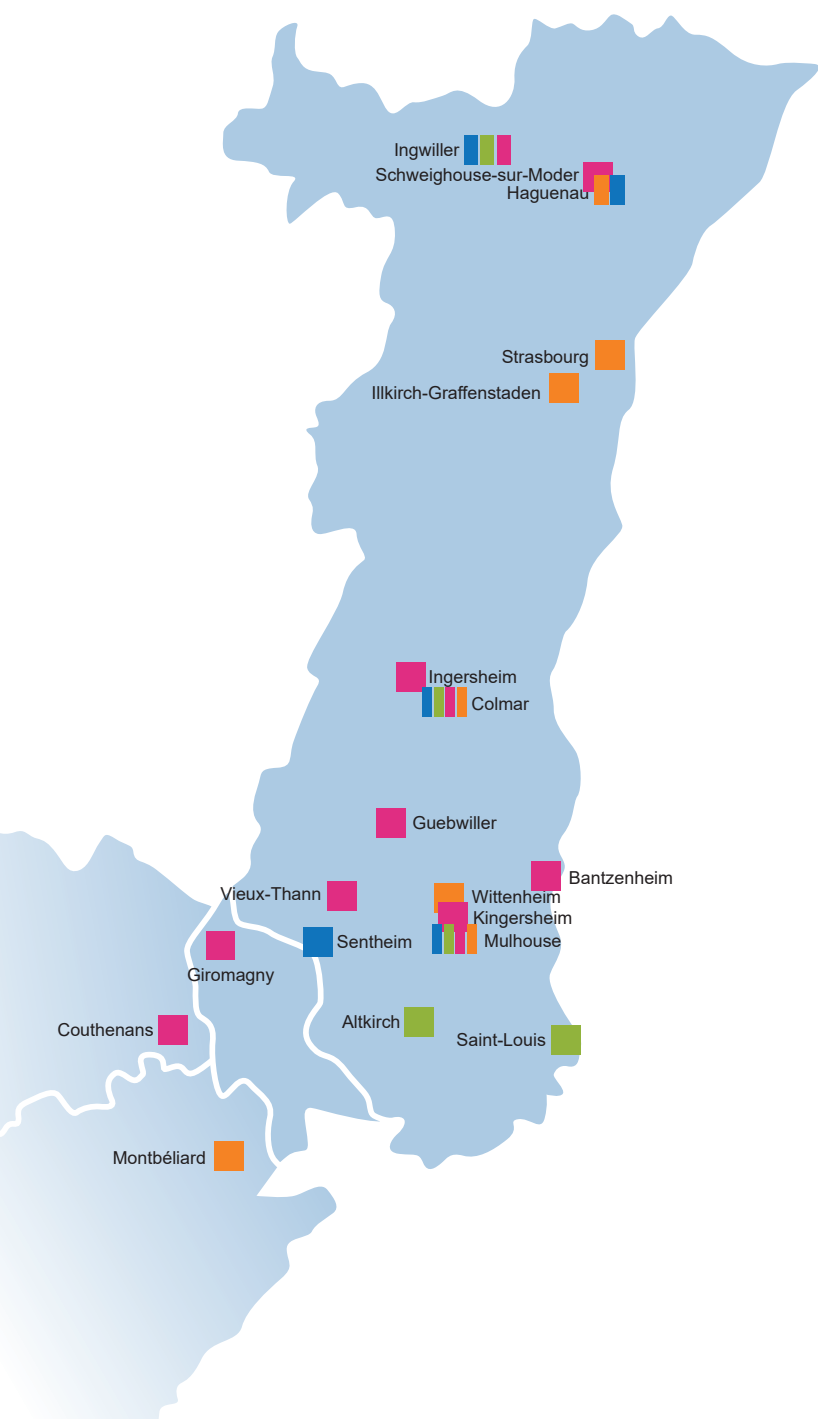 Ingwiller
Schweighouse-sur-Moder
Haguenau
Strasbourg
Illkirch-Graffenstaden
Ingersheim
Colmar
Guebwiller
Bantzenheim
Vieux-Thann
Wittenheim
Kingersheim
Mulhouse
Sentheim
Giromagny
Altkirch
Couthenans
Saint-Louis
Montbéliard